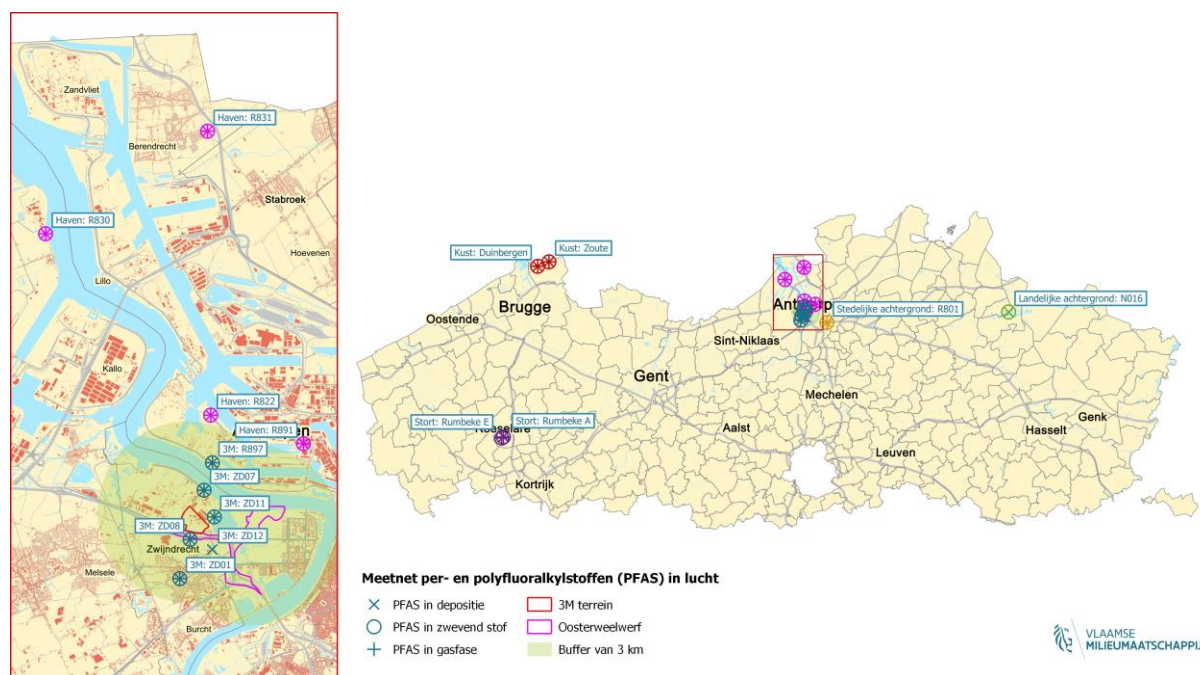 Zandvliet
Haven: R831
Berendrecht
Stabroek
Haven: R830
Hoevenen
Lillo
Kallo
Haven: R822
Haven: R891
3M: R897
3M: ZD07
3M: ZD11
3M: ZD08
3M: ZD12
Zwijndrecht
3M: ZD01
Melsele
Burcht
Kust: Duinbergen
Kust: Zoute
Brugge
Oostende
Landelijke achtergrond: N016
Stedelijke achtergrond: R801
Sint-Niklaas
Gent
Mechelen
Stort: Rumbeke E
Stort: Rumbeke A
Aalst
Genk
Hasselt
Leuven
Kortrijk
Meetnet per- en polyfluoralkylstoffen (PFAS) in lucht
PFAS in depositie
3M terrein
PFAS in zwevend stof
Oosterweelwerf
PFAS in gasfase
Buffer van 3 km
VLAAMSE
MILIEUMAATSCHAPPIJ